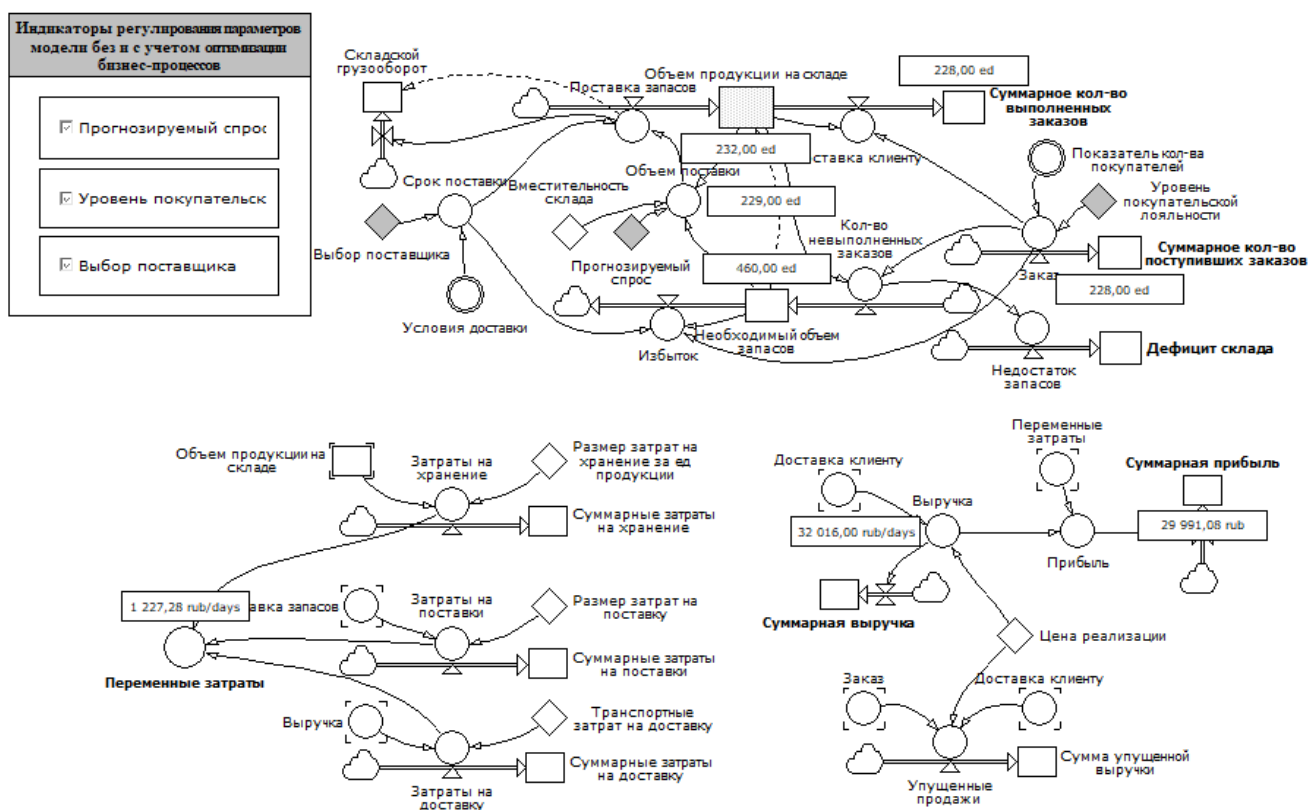 Индикаторы регулирования параметров
модели без и с учетом оптимизации
бизнес-процессов
Прогнозируемый спрос
Уровень покупательск
Выбор поставщика
Складской
грузооборот
Поставка запасов
Объем продукции на складе
228,00 ed
Суммарное кол-во
выполненных
заказов
232,00 ed
ставка клиенту
Показатель кол-ва
покупателей
Срок поставки
Вместительность
склада
Объем поставки
229,00 ed
Уровень
покупательской
лояльности
Выбор поставщика
Прогнозируемый
спрос
Кол-во
невыполненных
заказов
460,00 ed
Заказ
Суммарное кол-во
поступивших заказов
228,00 ed
Условия доставки
Избыток
Необходимый объем
запасов
Недостаток
запасов
Дефицит склада
Объем продукции на
складе
Затраты на
хранение
Размер затрат на
хранение за ед
продукции
Суммарные затраты
на хранение
1 227,28 rub/days
авка запасов
Затраты на
поставки
Размер затрат на
поставку
Переменные затраты
Суммарные затраты
на поставки
Выручка
Транспортные
затрат на доставку
Затраты на
доставку
Суммарные затраты
на доставку
Переменные
затраты
Доставка клиенту
Выручка
Суммарная прибыль
32 016,00 rub/days
29 991,08 rub
Прибыль
Суммарная выручка
Цена реализации
Заказ
Доставка клиенту
Упущенные
продажи
Сумма упущенной
выручки